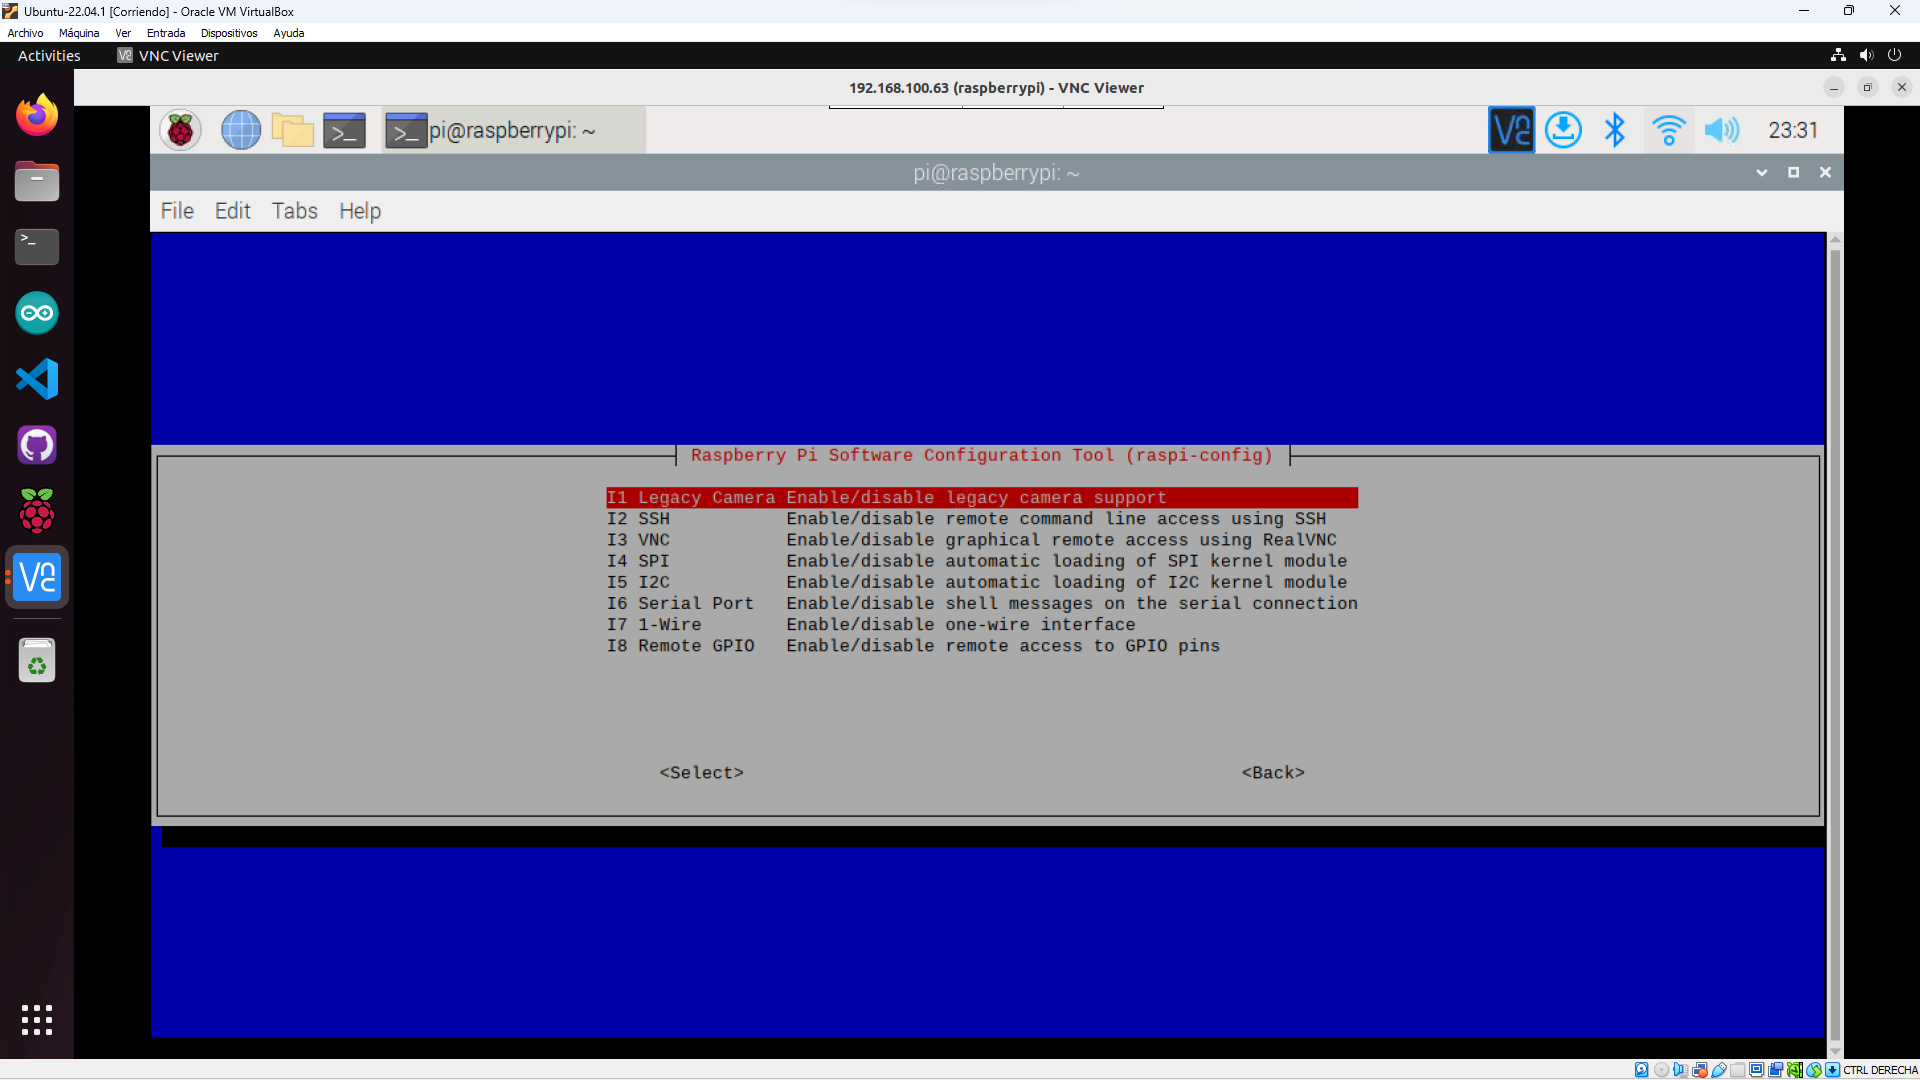 Ubuntu-22.04.1 [Corriendo] - Oracle VM VirtualBox
Archivo Máquina Ver Entrada Dispositivos Ayuda
Activities VNC Viewer
192.168.100.63 (raspberrypi) - VNC Viewer
pi@raspberrypi: ~ 23:31
pi@raspberrypi: ~
File Edit Tabs Help
Raspberry Pi Software Configuration Tool (raspi-config)
I1 Legacy Camera Enable/disable legacy camera support
I2 SSH Enable/disable remote command line access using SSH
I3 VNC Enable/disable graphical remote access using RealVNC
I4 SPI Enable/disable automatic loading of SPI kernel module
I5 I2C Enable/disable automatic loading of I2C kernel module
I6 Serial Port Enable/disable shell messages on the serial connection
I7 1-Wire Enable/disable one-wire interface
I8 Remote GPIO Enable/disable remote access to GPIO pins
<Select> <Back>
CTRL DERECHA